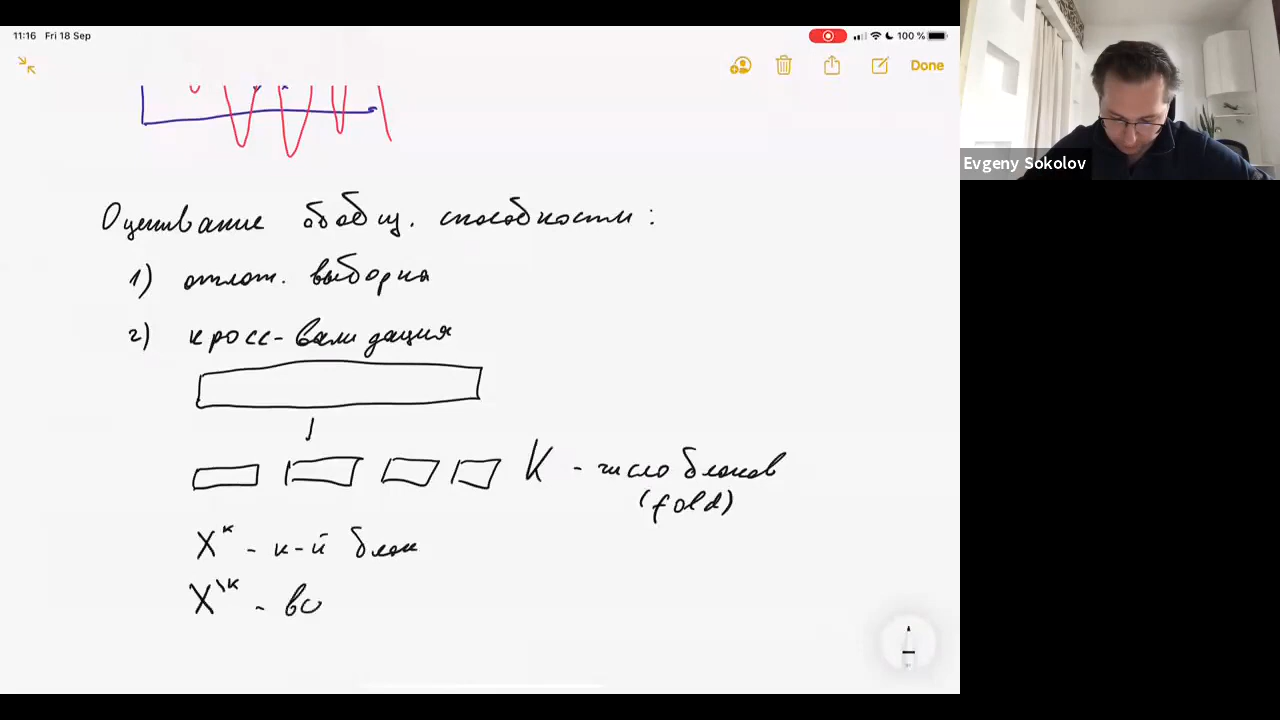 11:16 Fri 18 Sep
100 %
Done
Evgeny Sokolov
Оценивание обобщ. способности:
1) отлож. выборка
2) кросс-валидация
K - число блоков
(fold)
X^к - к-й блок
X^\к - вс